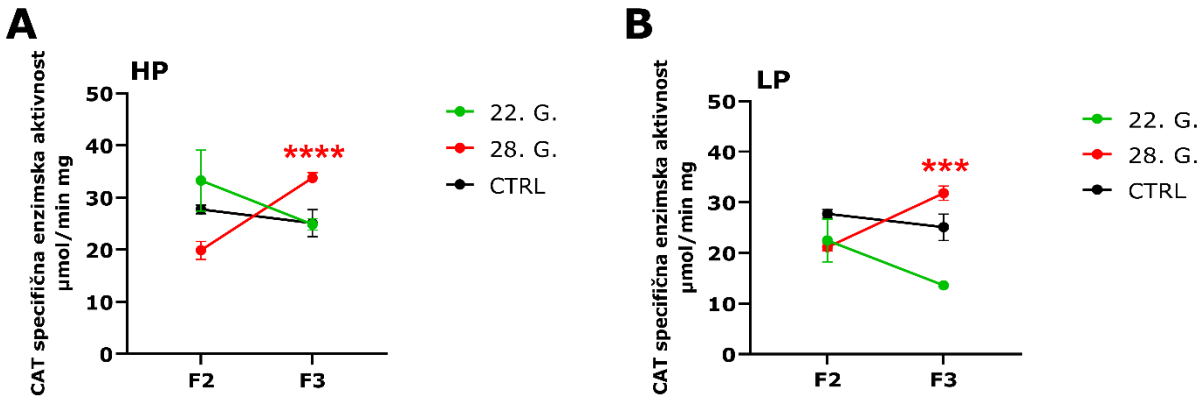 A
HP
CAT specifična enzimska aktivnost
µmol/min mg
50
40
30
20
10
0
F2
F3
****
22. G.
28. G.
CTRL
B
LP
CAT specifična enzimska aktivnost
µmol/min mg
50
40
30
20
10
0
F2
F3
***
22. G.
28. G.
CTRL